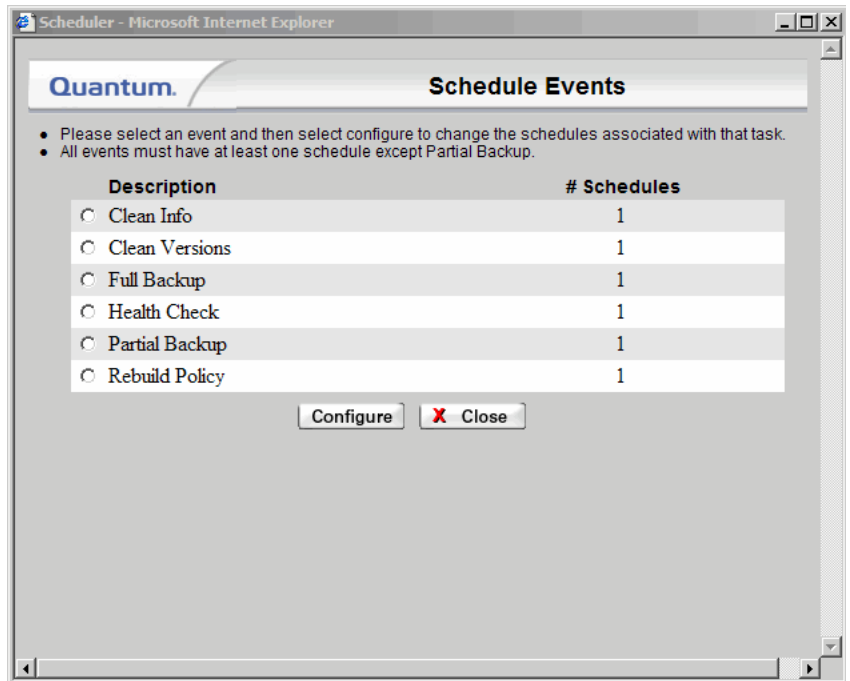 Scheduler - Microsoft Internet Explorer
Quantum.
Schedule Events
• Please select an event and then select configure to change the schedules associated with that task.
• All events must have at least one schedule except Partial Backup.
Description # Schedules
Clean Info 1
Clean Versions 1
Full Backup 1
Health Check 1
Partial Backup 1
Rebuild Policy 1
Configure X Close